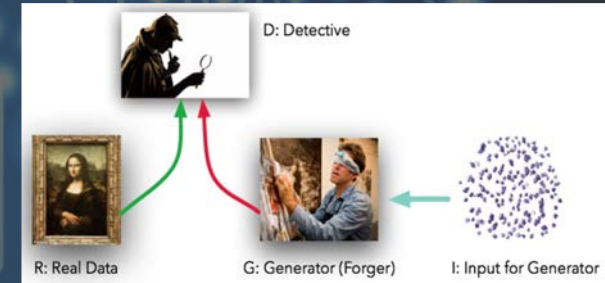 D: Detective
R: Real Data
G: Generator (Forger)
I: Input for Generator